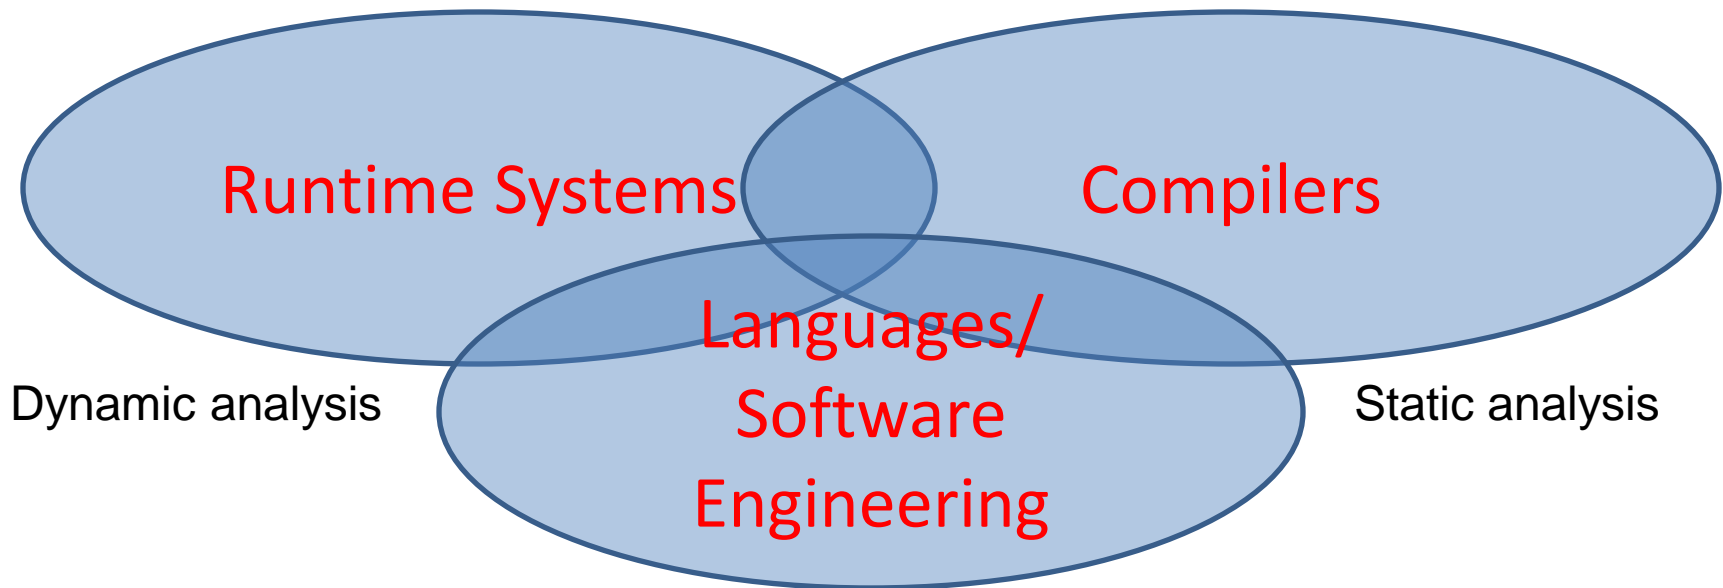 Runtime Systems
Compilers
Languages/
Software
Engineering
Dynamic analysis
Static analysis